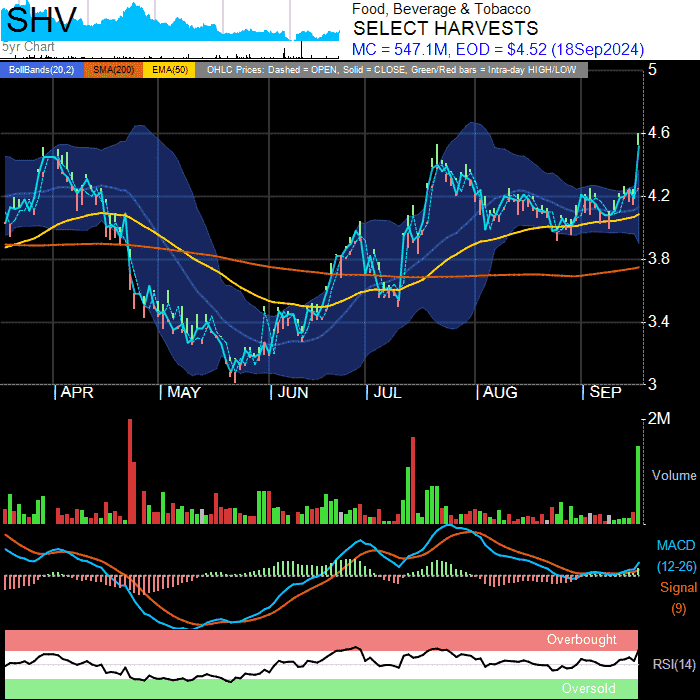 SHV
Food, Beverage & Tobacco
SELECT HARVESTS
5yr Chart
MC = 547.1M, EOD = $4.52 (18Sep2024)
BollBands(20,2) SMA(200) EMA(50) OHLC Prices: Dashed = OPEN, Solid = CLOSE, Green/Red bars = Intra-day HIGH/LOW
5
4.6
4.2
3.8
3.4
3
APR MAY JUN JUL AUG SEP
2M
Volume
MACD
(12-26)
Signal
(9)
Overbought
RSI(14)
Oversold